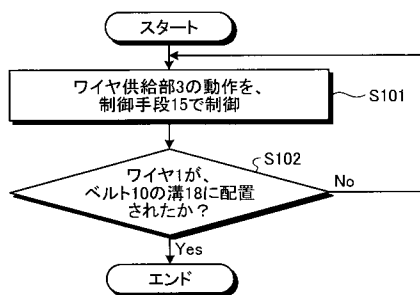 スタート
ワイヤ供給部3の動作を、
制御手段15で制御
S101
S102
ワイヤ1が、
ベルト10の溝18に配置
されたか？
No
Yes
エンド